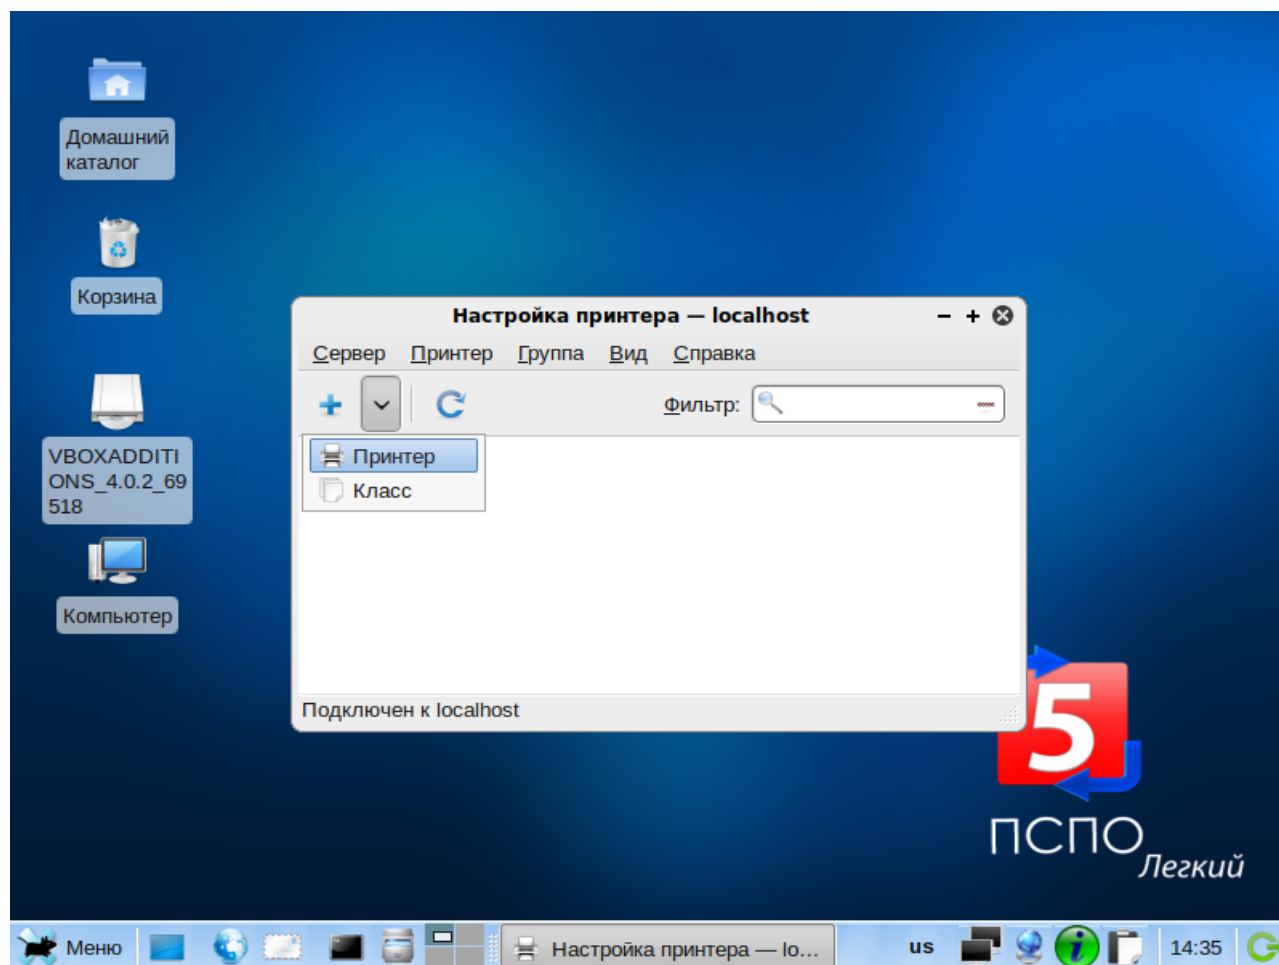 Домашний
каталог
Корзина
VBOXADDITI
ONS_4.0.2_69
518
Компьютер
Настройка принтера — localhost
Сервер Принтер Группа Вид Справка
Фильтр:
Принтер
Класс
Подключен к localhost
5
ПСПО
Легкий
Меню
Настройка принтера — lo...
us
i
14:35